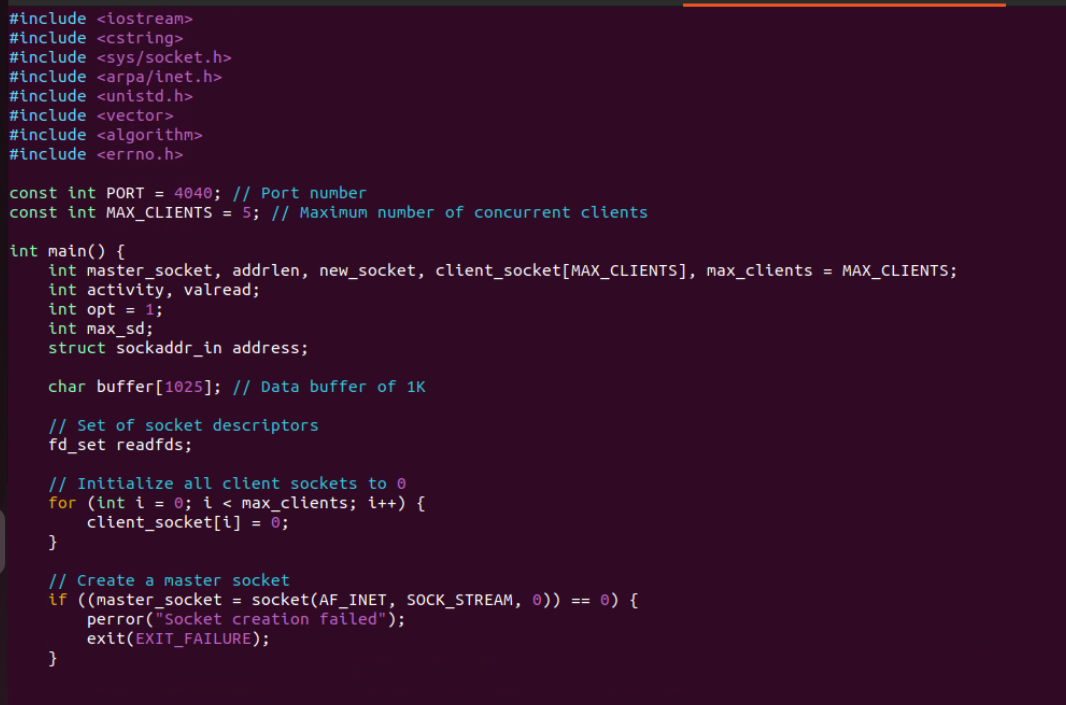 #include <iostream>
#include <cstring>
#include <sys/socket.h>
#include <arpa/inet.h>
#include <unistd.h>
#include <vector>
#include <algorithm>
#include <errno.h>

const int PORT = 4040; // Port number
const int MAX_CLIENTS = 5; // Maximum number of concurrent clients

int main() {
    int master_socket, addrlen, new_socket, client_socket[MAX_CLIENTS], max_clients = MAX_CLIENTS;
    int activity, valread;
    int opt = 1;
    int max_sd;
    struct sockaddr_in address;

    char buffer[1025]; // Data buffer of 1K

    // Set of socket descriptors
    fd_set readfds;

    // Initialize all client sockets to 0
    for (int i = 0; i < max_clients; i++) {
        client_socket[i] = 0;
    }

    // Create a master socket
    if ((master_socket = socket(AF_INET, SOCK_STREAM, 0)) == 0) {
        perror("Socket creation failed");
        exit(EXIT_FAILURE);
    }